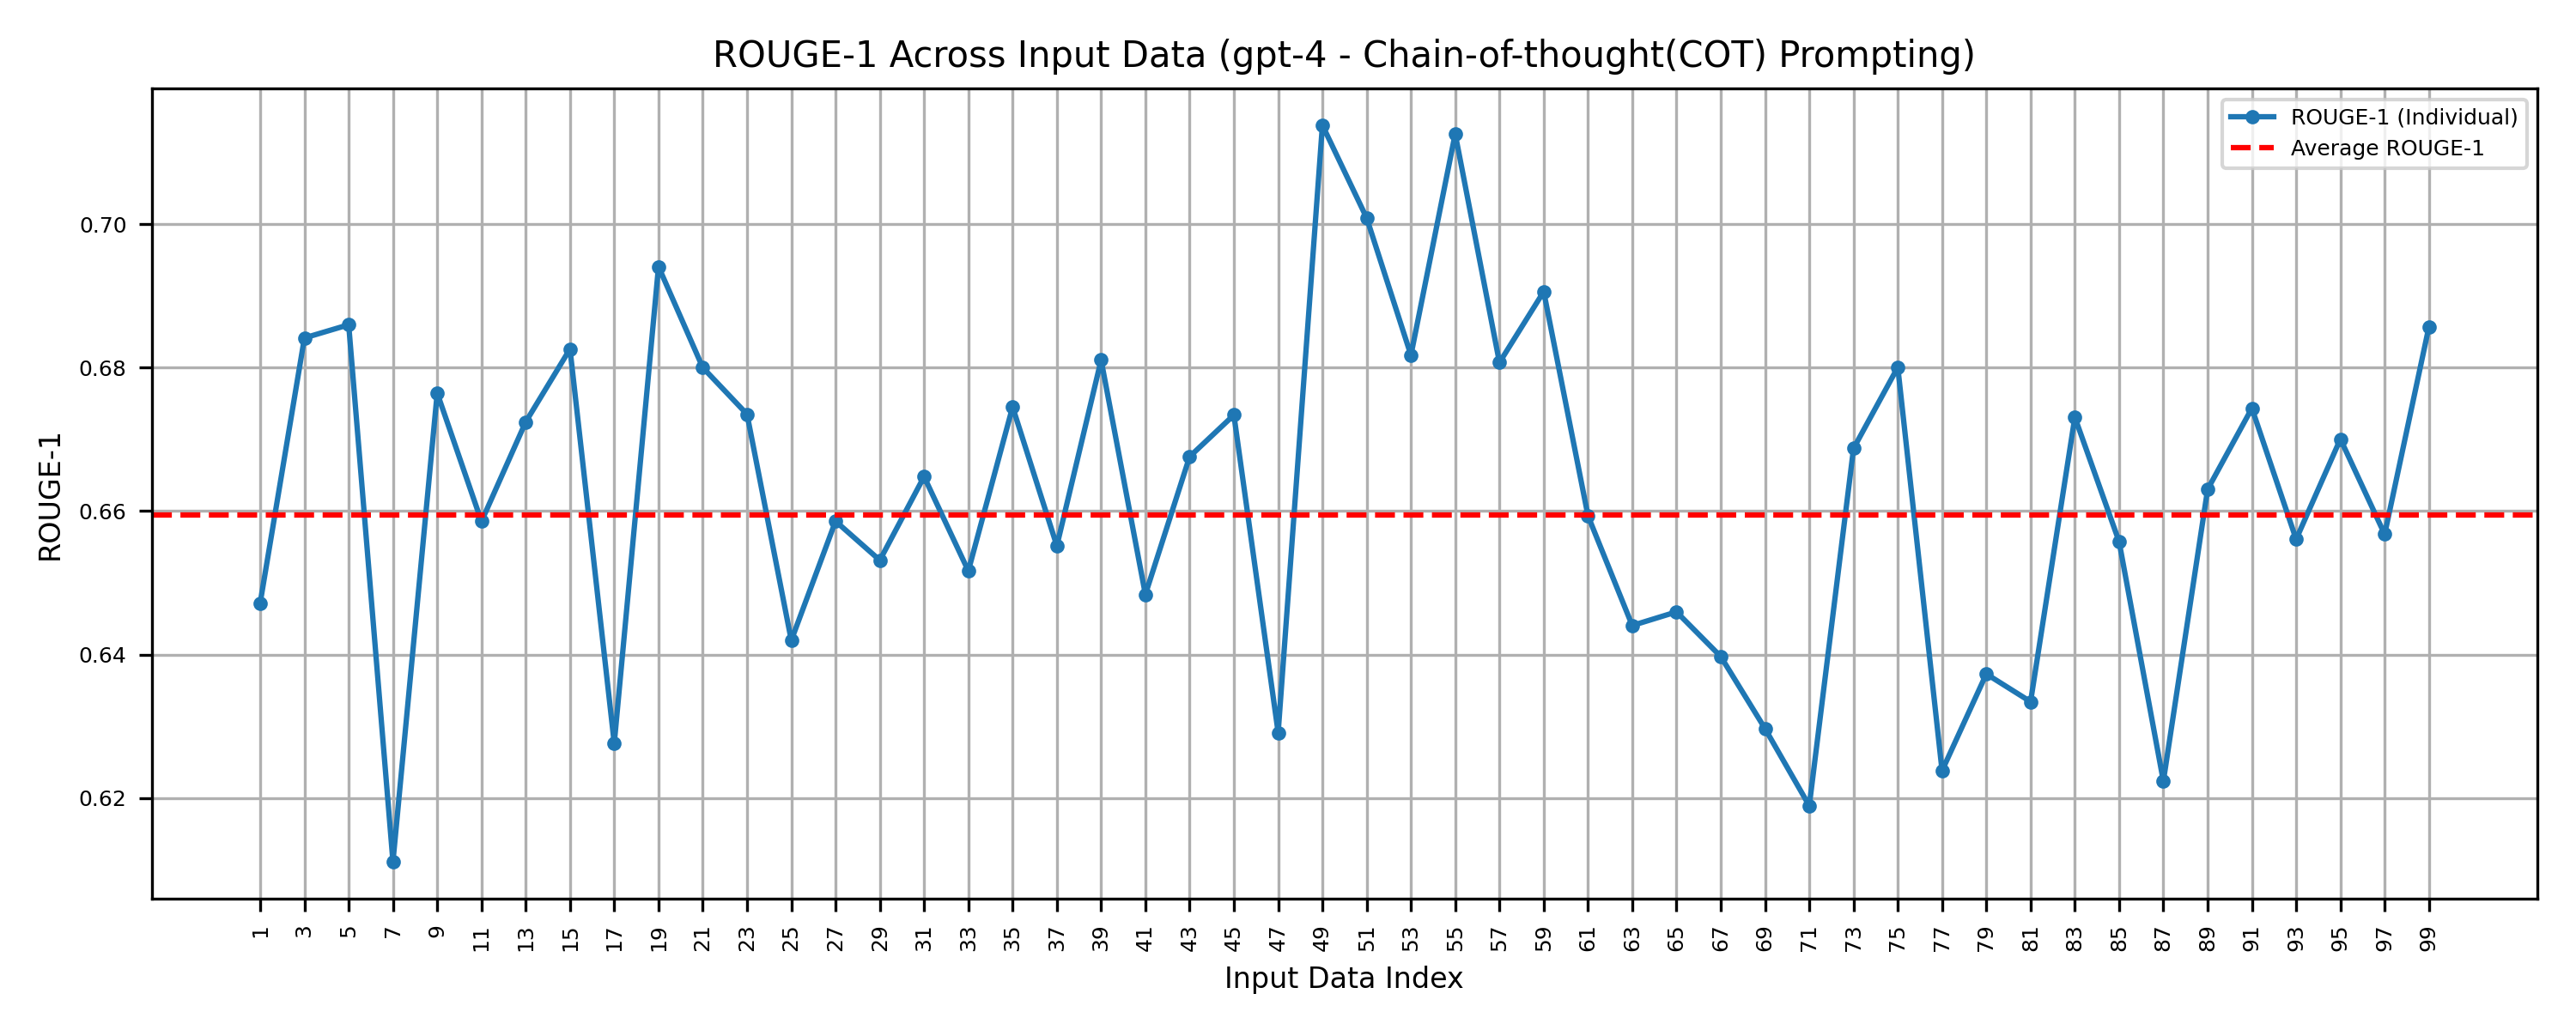 ROUGE-1 Across Input Data (gpt-4 - Chain-of-thought(COT) Prompting)
ROUGE-1 (Individual)
Average ROUGE-1
ROUGE-1
0.70
0.68
0.66
0.64
0.62
1 3 5 7 9 11 13 15 17 19 21 23 25 27 29 31 33 35 37 39 41 43 45 47 49 51 53 55 57 59 61 63 65 67 69 71 73 75 77 79 81 83 85 87 89 91 93 95 97 99
Input Data Index